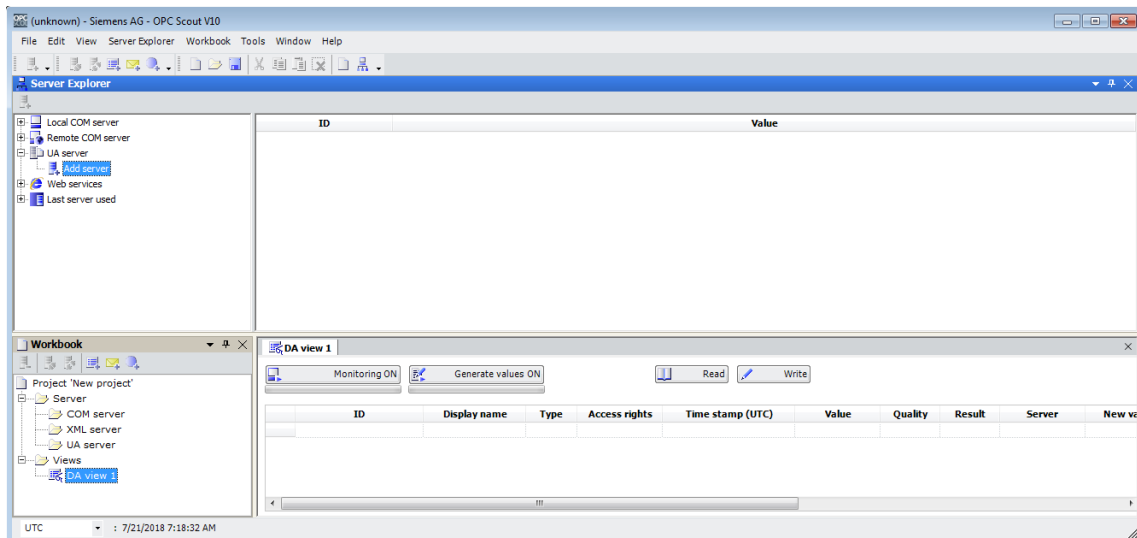 (unknown) - Siemens AG - OPC Scout V10
File Edit View Server Explorer Workbook Tools Window Help
Server Explorer
Local COM server
Remote COM server
UA server
Add server
Web services
Last server used
ID Value
Workbook
Project 'New project'
Server
COM server
XML server
UA server
Views
DA view 1
DA view 1
Monitoring ON Generate values ON Read Write
ID Display name Type Access rights Time stamp (UTC) Value Quality Result Server New va
UTC : 7/21/2018 7:18:32 AM